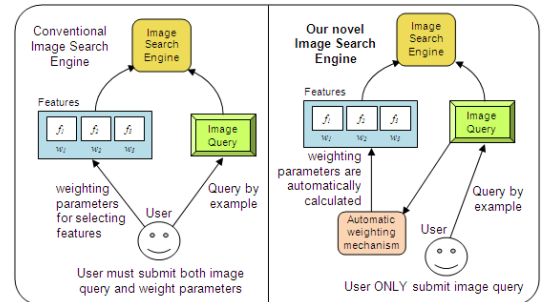 Conventional
Image Search
Engine
Image
Search
Engine
Features
f₁ f₂ f₃
w₁ w₂ w₃
Image
Query
weighting
parameters
for selecting
features
Query by
example
User
User must submit both image
query and weight parameters
Our novel
Image Search
Engine
Image
Search
Engine
Features
f₁ f₂ f₃
w₁ w₂ w₃
Image
Query
weighting
parameters are
automatically
calculated
Query by
example
Automatic
weighting
mechanism
User
User ONLY submit image query